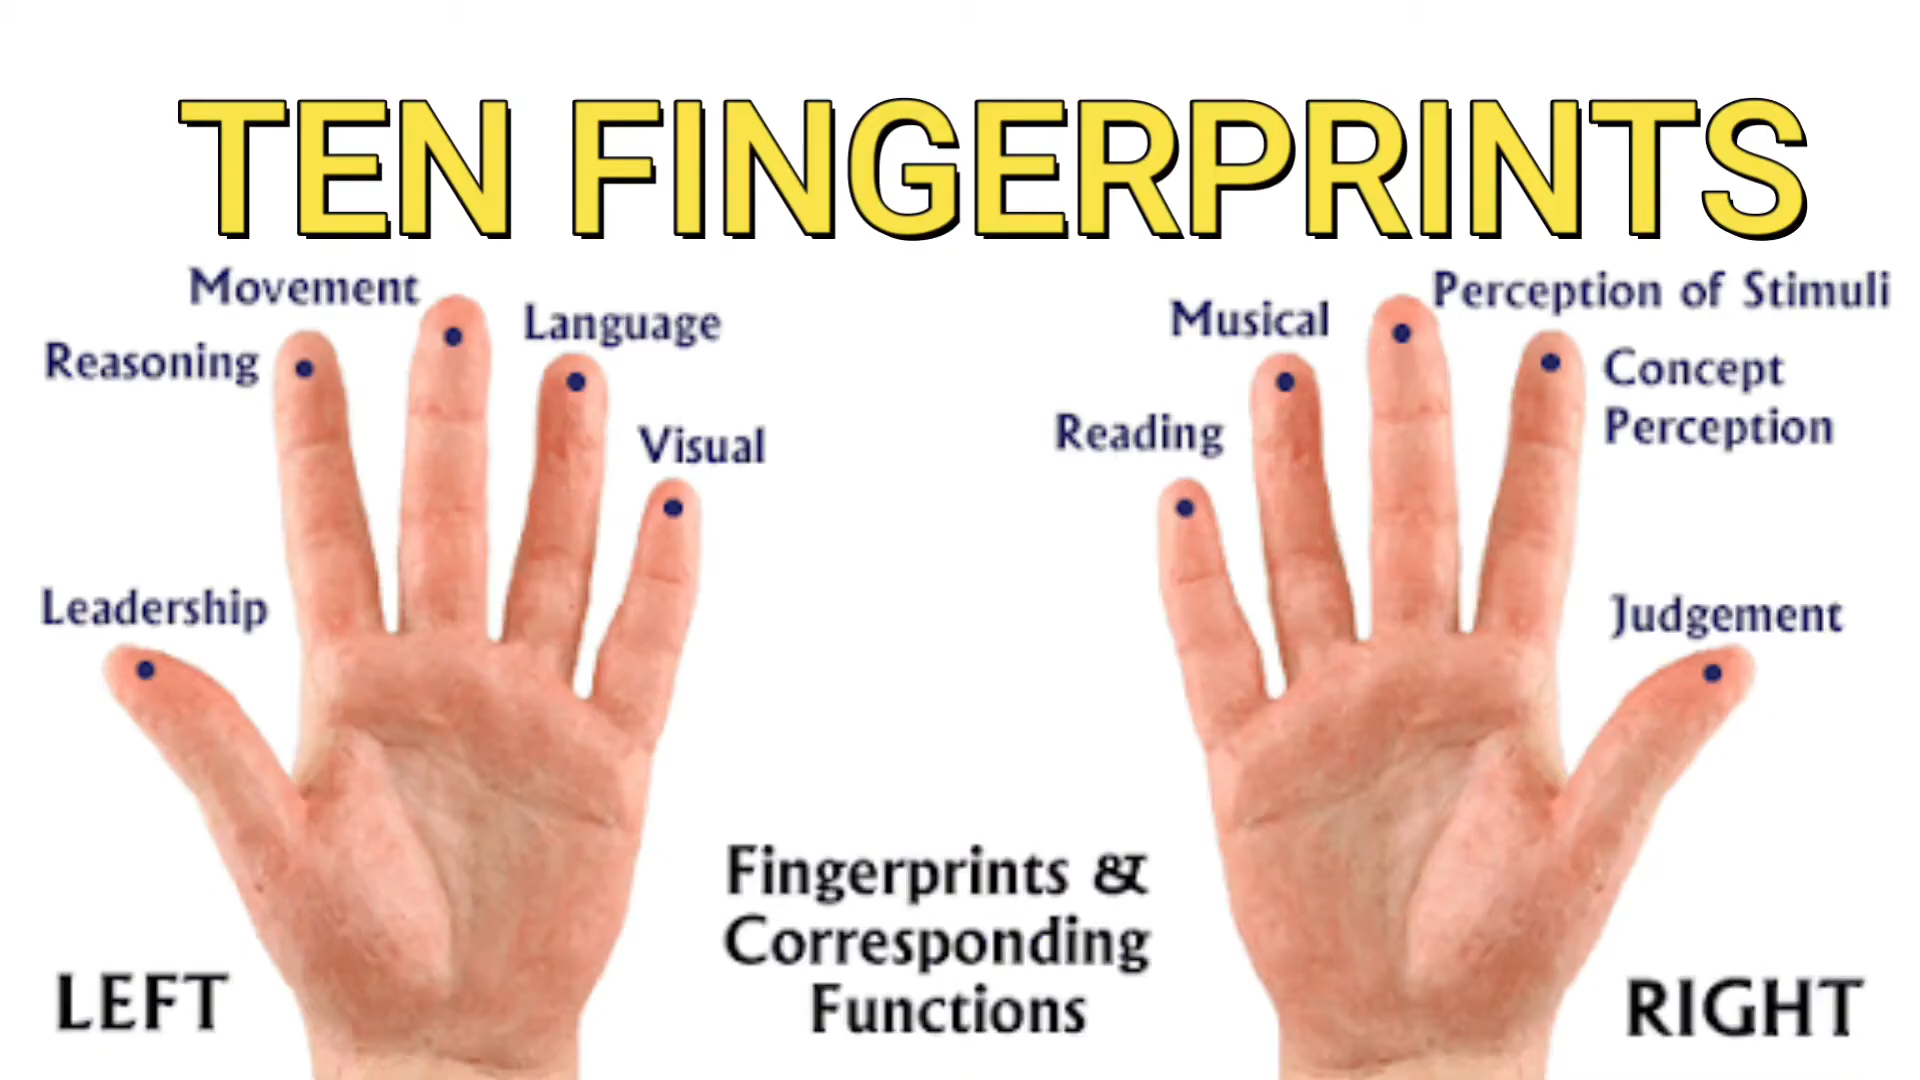 TEN FINGERPRINTS
Movement
Language
Reasoning
Visual
Leadership
Musical
Perception of Stimuli
Concept
Perception
Reading
Judgement
Fingerprints &
Corresponding
Functions
LEFT
RIGHT